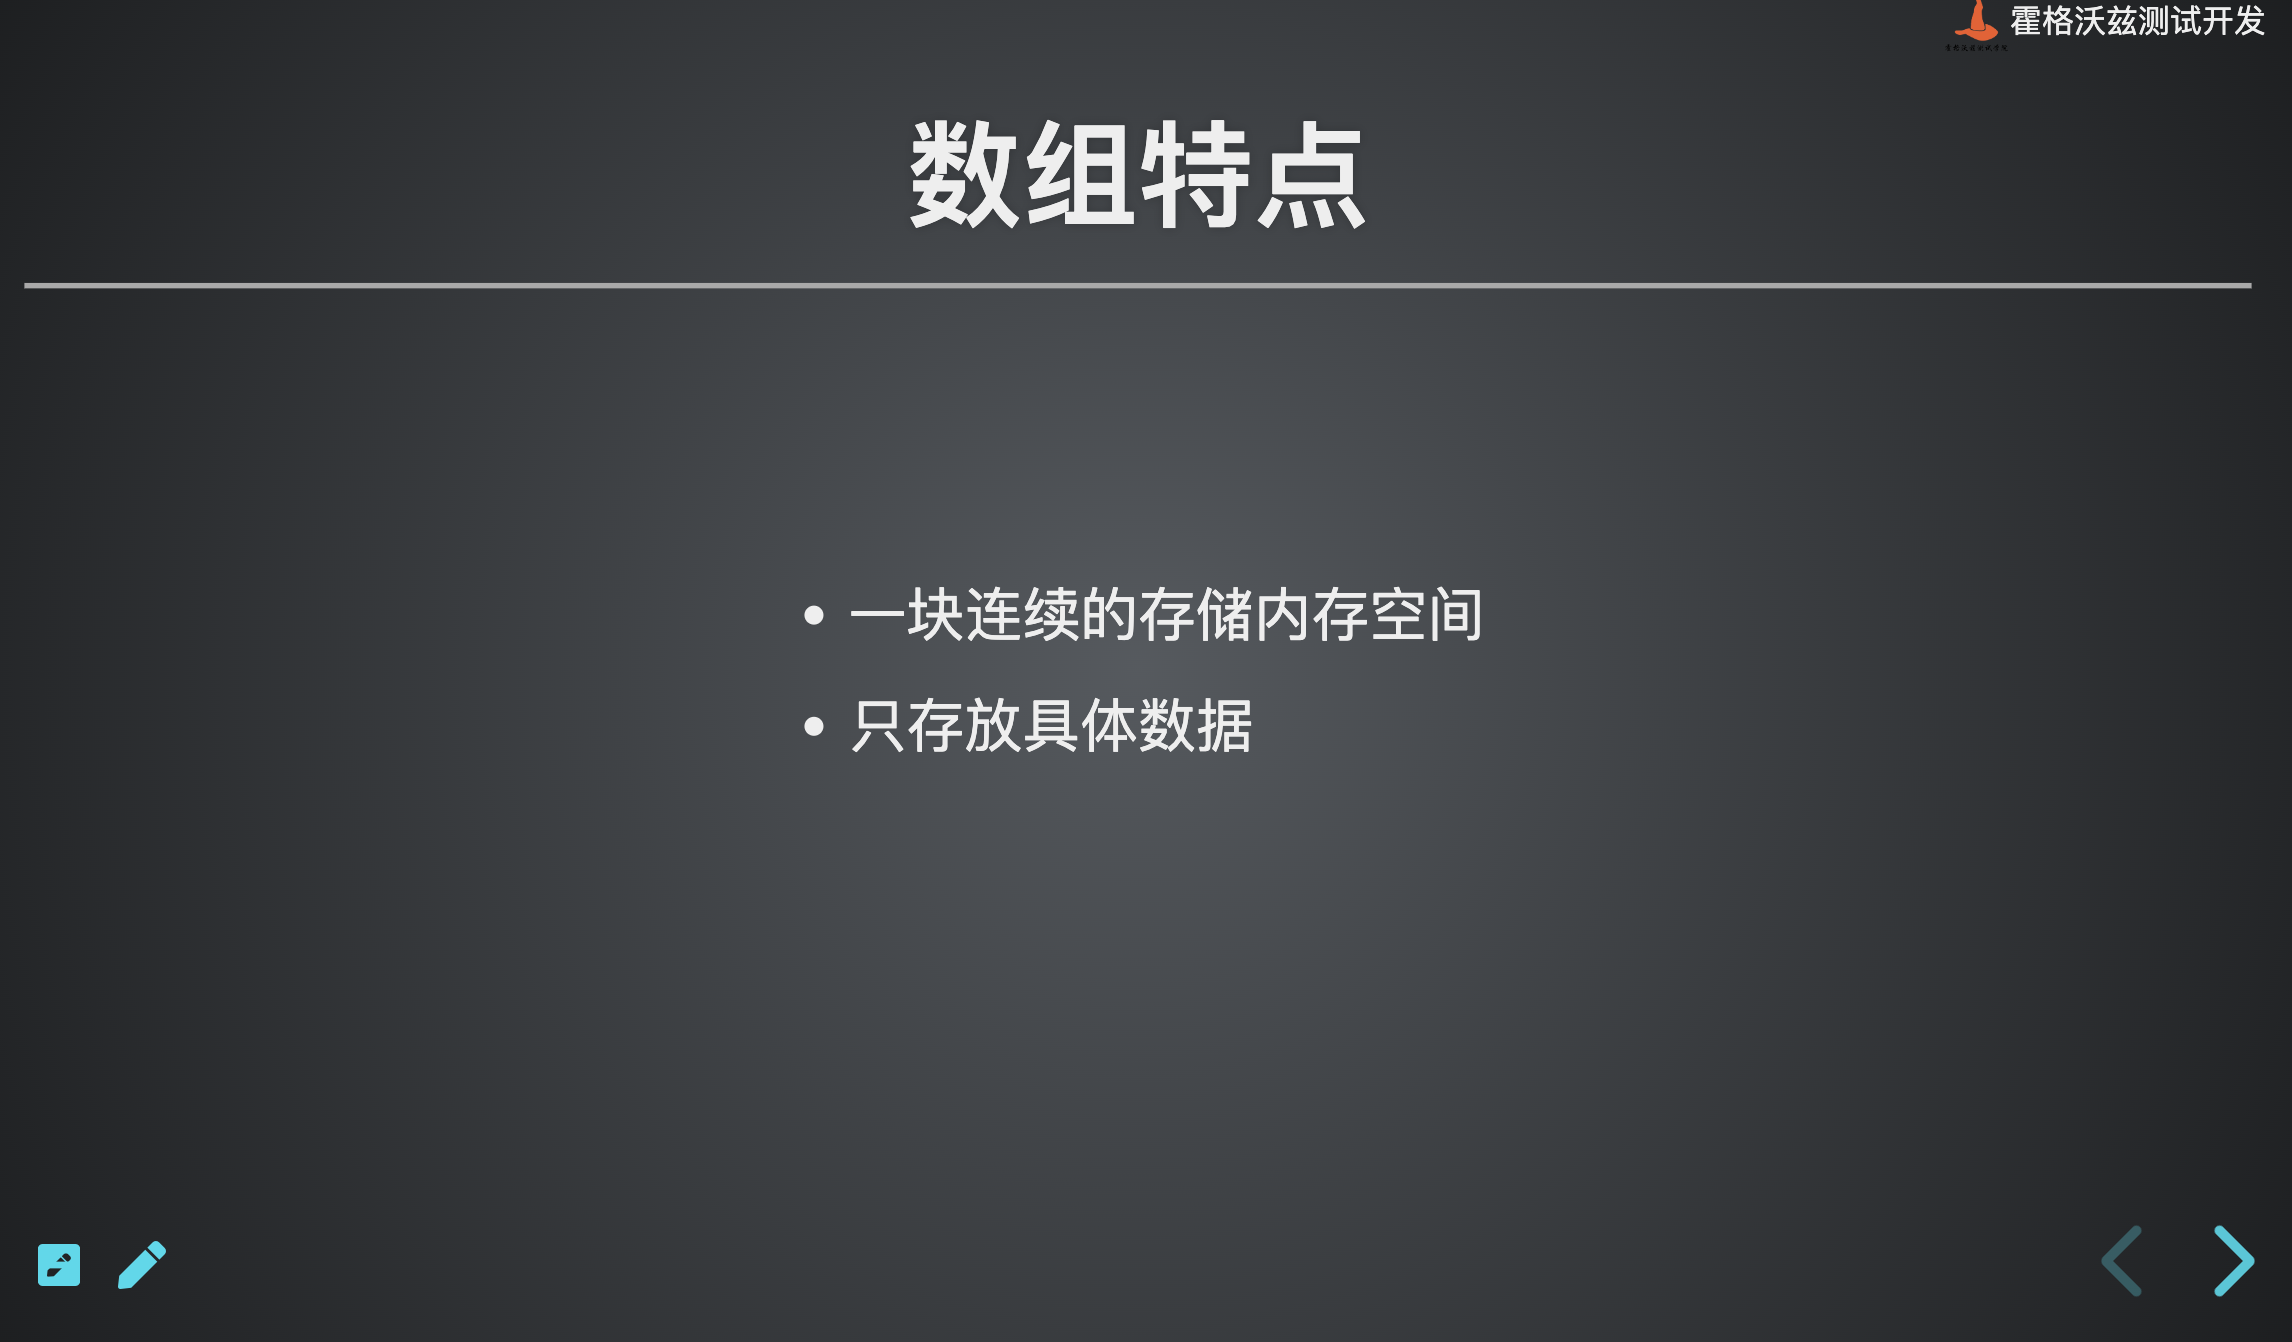 霍格沃兹测试开发
数组特点
一块连续的存储内存空间
只存放具体数据